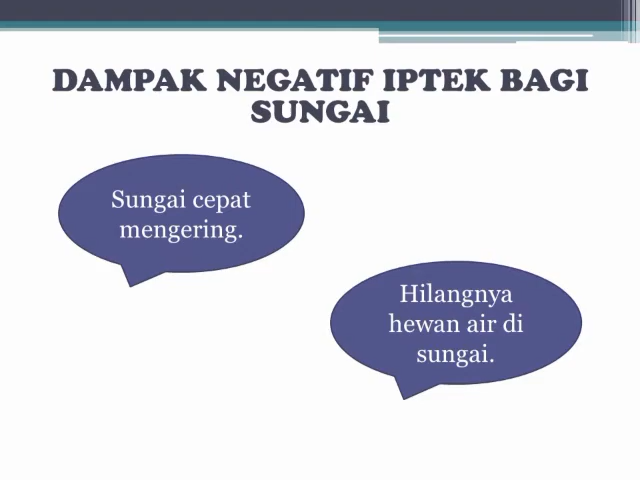 DAMPAK NEGATIF IPTEK BAGI
SUNGAI
Sungai cepat
mengering.
Hilangnya
hewan air di
sungai.